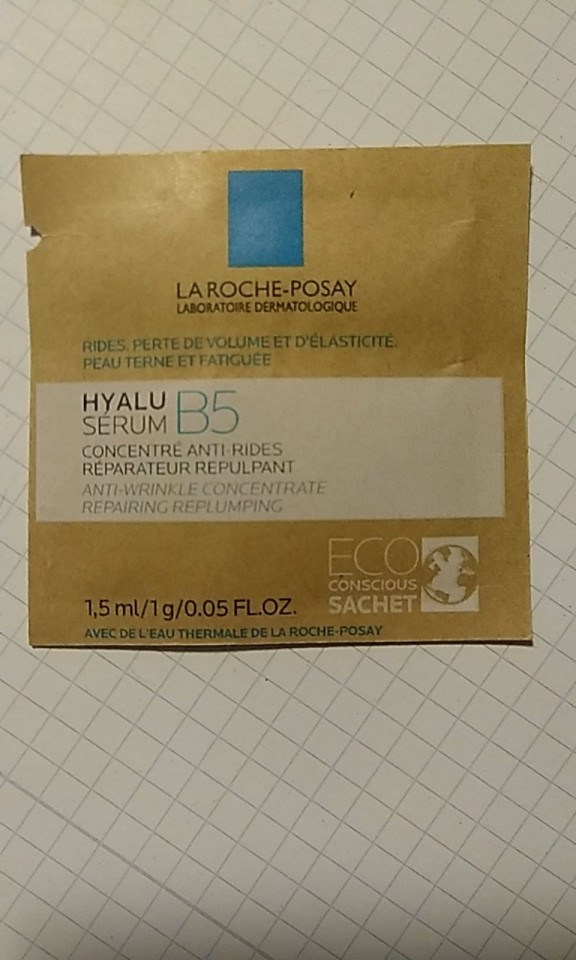 LA ROCHE-POSAY
LABORATOIRE DERMATOLOGIQUE
RIDES, PERTE DE VOLUME ET D'ÉLASTICITÉ,
PEAU TERNE ET FATIGUÉE
HYALU B5
SÉRUM
CONCENTRÉ ANTI-RIDES
RÉPARATEUR REPULPANT
ANTI-WRINKLE CONCENTRATE
REPAIRING REPLUMPING
ECO
CONSCIOUS
SACHET
1,5 ml/1 g/0.05 FL.OZ.
AVEC DE L'EAU THERMALE DE LA ROCHE-POSAY